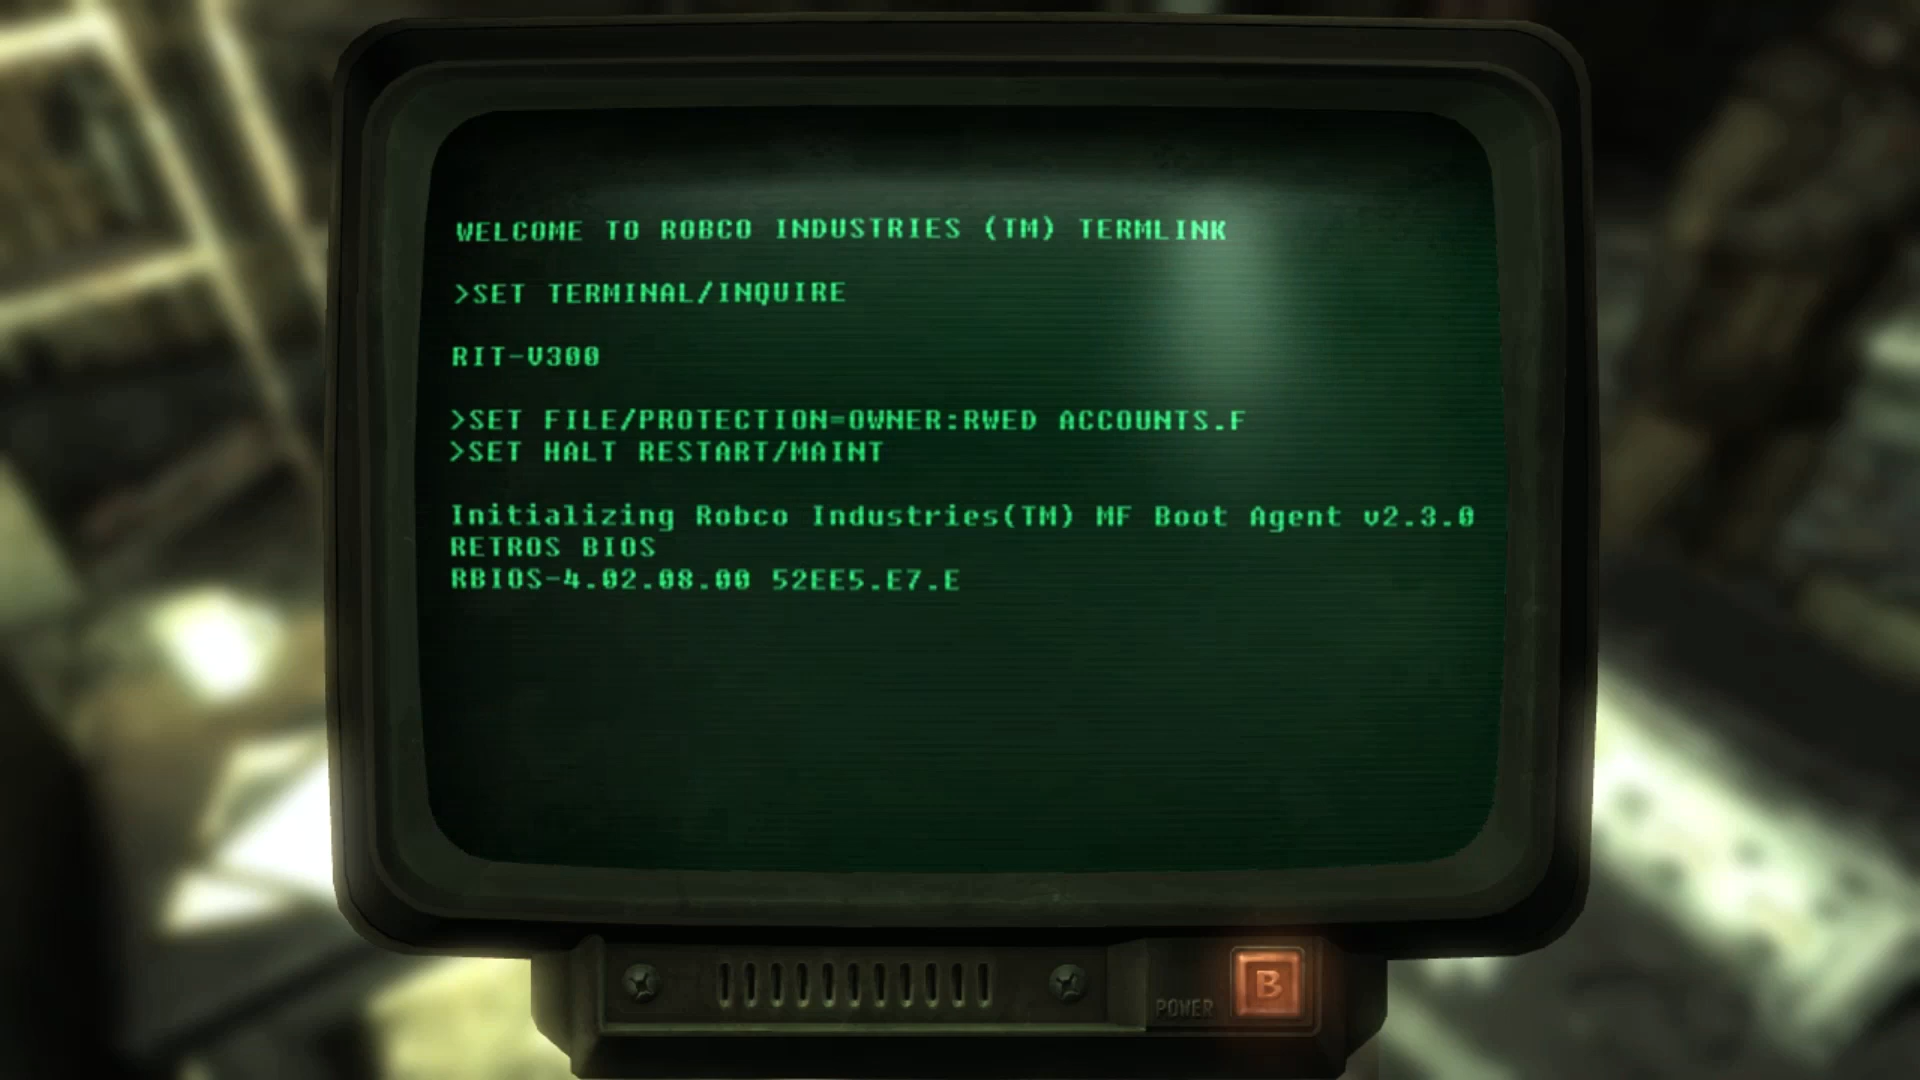 WELCOME TO ROBCO INDUSTRIES (TM) TERMLINK
>SET TERMINAL/INQUIRE
RIT-V300
>SET FILE/PROTECTION=OWNER:RWED ACCOUNTS.F
>SET HALT RESTART/MAINT
Initializing Robco Industries(TM) MF Boot Agent v2.3.0
RETROS BIOS
RBIOS-4.02.08.00 52EE5.E7.E
POWER B